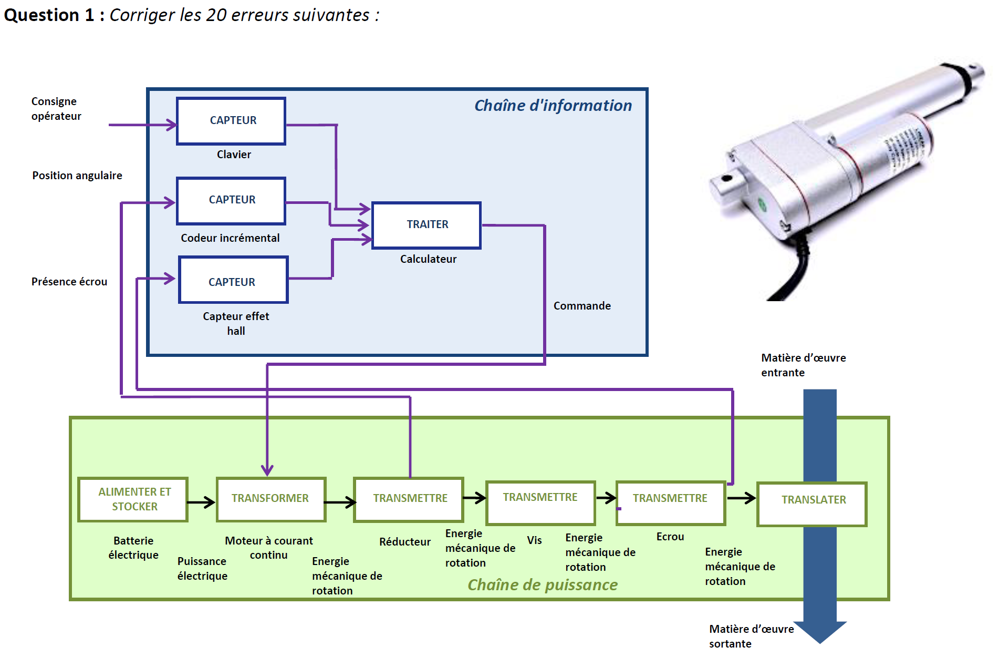 Question 1 : Corriger les 20 erreurs suivantes :
Chaîne d'information
Consigne
opérateur
CAPTEUR
Clavier
Position angulaire
CAPTEUR
Codeur incrémental
TRAITER
Calculateur
Présence écrou
CAPTEUR
Capteur effet
hall
Commande
Matière d’œuvre
entrante
ALIMENTER ET
STOCKER
TRANSFORMER
TRANSMETTRE
TRANSMETTRE
TRANSMETTRE
TRANSLATER
Batterie
électrique
Puissance
électrique
Moteur à courant
continu
Energie
mécanique de
rotation
Réducteur
Energie
mécanique de
rotation
Vis
Energie
mécanique de
rotation
Ecrou
Energie
mécanique de
rotation
Chaîne de puissance
Matière d’œuvre
sortante